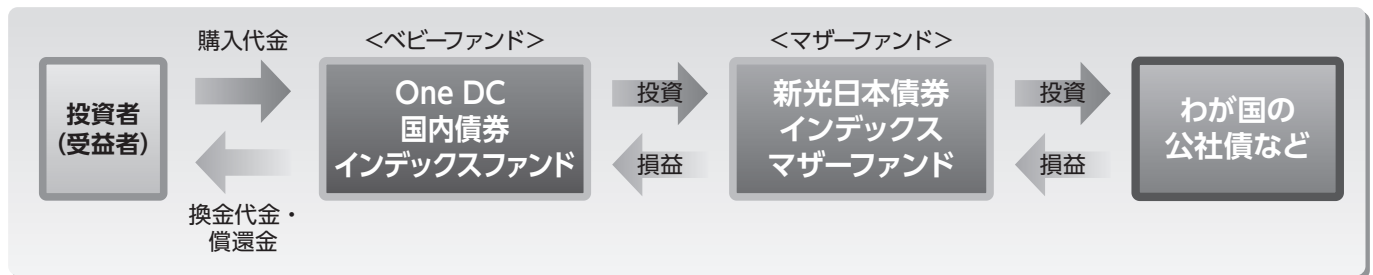 購入代金
<ベビーファンド>
<マザーファンド>
投資者
(受益者)
One DC
国内債券
インデックスファンド
投資
損益
新光日本債券
インデックス
マザーファンド
投資
損益
わが国の
公社債など
換金代金・
償還金